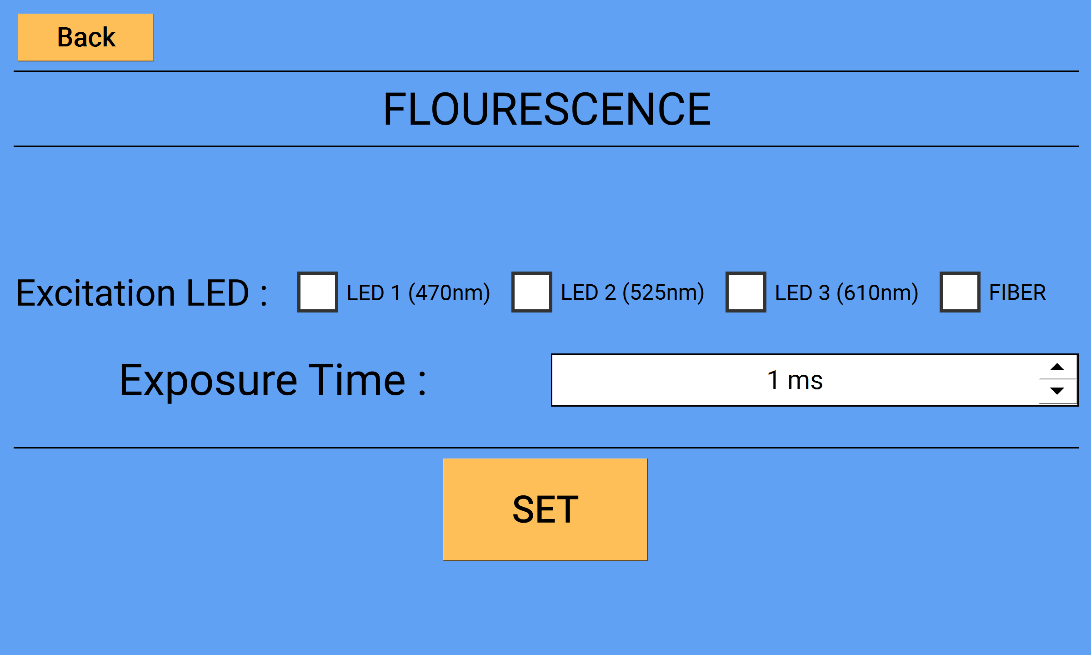 Back
FLOURESCENCE
Excitation LED : LED 1 (470nm) LED 2 (525nm) LED 3 (610nm) FIBER
Exposure Time : 1 ms
SET